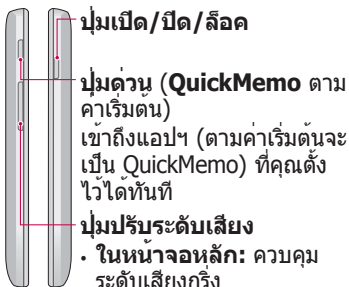 ปุ่มเปิด/ปิด/ล็อค
ปุ่มด่วน (QuickMemo ตาม
ค่าเริ่มต้น)
เข้าถึงแอปฯ (ตามค่าเริ่มต้นจะ
เป็น QuickMemo) ที่คุณตั้ง
ไว้ได้ทันที
ปุ่มปรับระดับเสียง
• ในหน้าจอหลัก: ควบคุม
ระดับเสียงกริ่ง